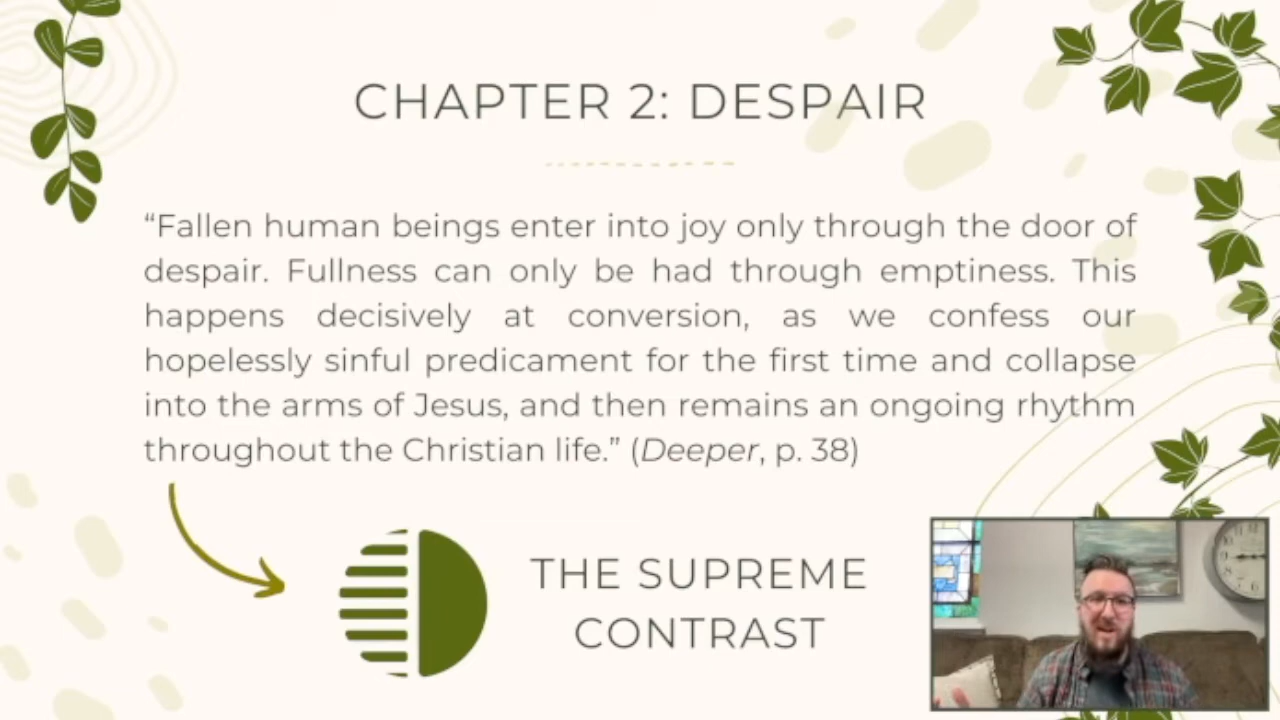 CHAPTER 2: DESPAIR
“Fallen human beings enter into joy only through the door of
despair. Fullness can only be had through emptiness. This
happens decisively at conversion, as we confess our
hopelessly sinful predicament for the first time and collapse
into the arms of Jesus, and then remains an ongoing rhythm
throughout the Christian life.” (Deeper, p. 38)
THE SUPREME
CONTRAST